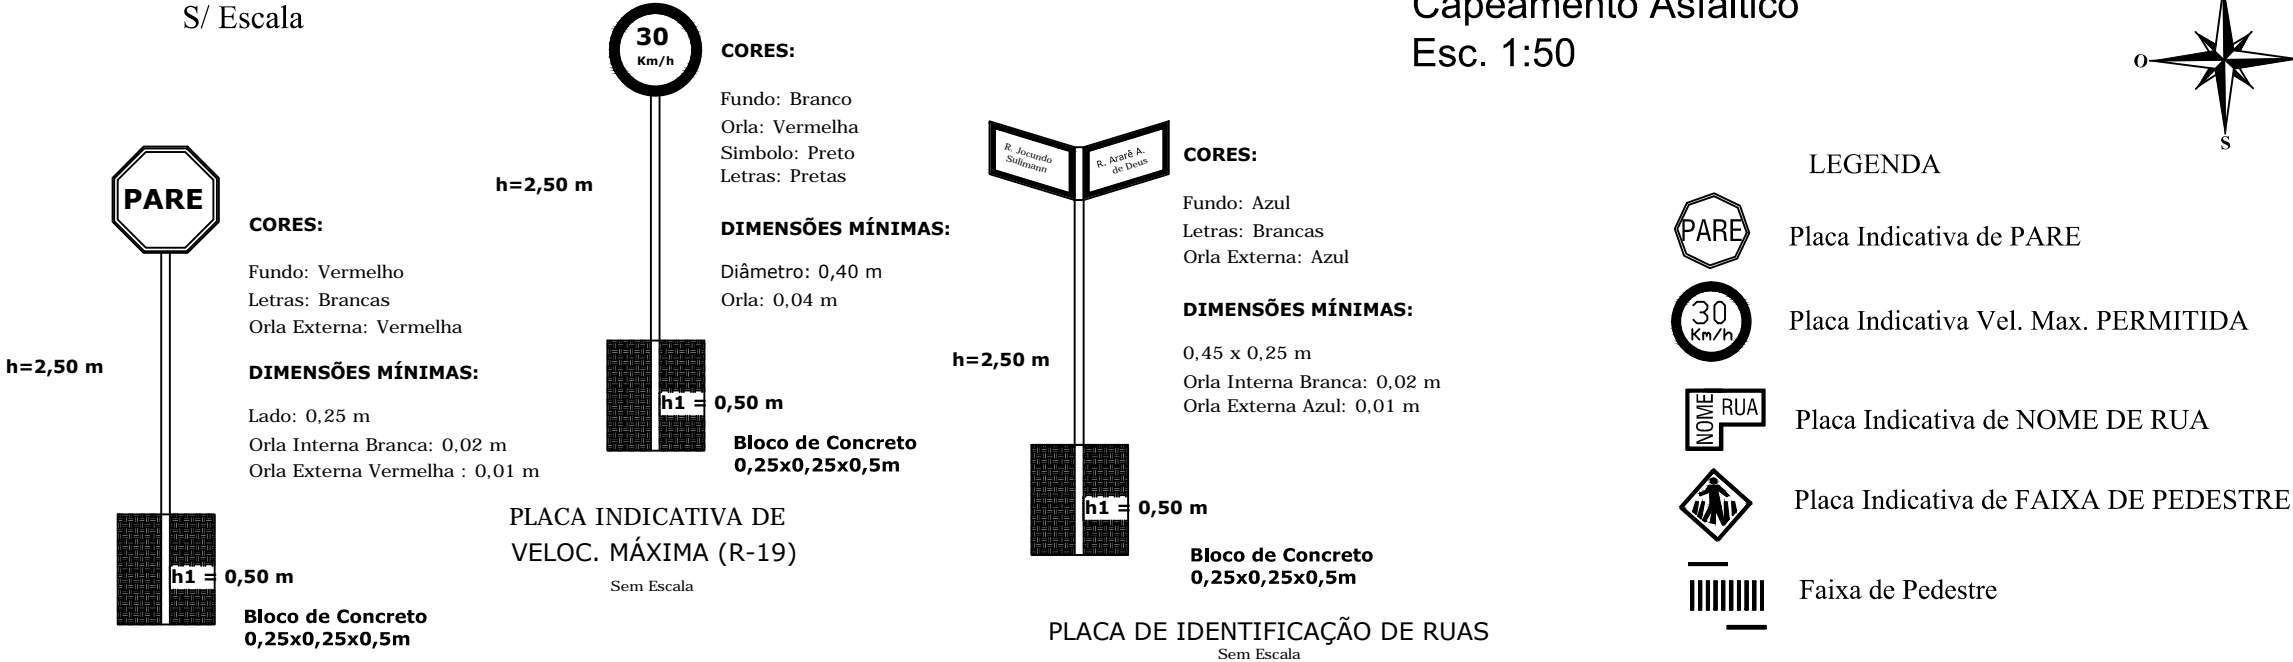 S/ Escala
PARE
h=2,50 m
CORES:
Fundo: Vermelho
Letras: Brancas
Orla Externa: Vermelha
DIMENSÕES MÍNIMAS:
Lado: 0,25 m
Orla Interna Branca: 0,02 m
Orla Externa Vermelha : 0,01 m
h1 = 0,50 m
Bloco de Concreto
0,25x0,25x0,5m
30
Km/h
h=2,50 m
CORES:
Fundo: Branco
Orla: Vermelha
Simbolo: Preto
Letras: Pretas
DIMENSÕES MÍNIMAS:
Diâmetro: 0,40 m
Orla: 0,04 m
h1 = 0,50 m
Bloco de Concreto
0,25x0,25x0,5m
PLACA INDICATIVA DE
VELOC. MÁXIMA (R-19)
Sem Escala
R. Jocundo
Sulimann
R. Ararê A.
de Deus
h=2,50 m
CORES:
Fundo: Azul
Letras: Brancas
Orla Externa: Azul
DIMENSÕES MÍNIMAS:
0,45 x 0,25 m
Orla Interna Branca: 0,02 m
Orla Externa Azul: 0,01 m
h1 = 0,50 m
Bloco de Concreto
0,25x0,25x0,5m
PLACA DE IDENTIFICAÇÃO DE RUAS
Sem Escala
Capeamento Asfáltico
Esc. 1:50
O
S
LEGENDA
PARE
Placa Indicativa de PARE
30
Km/h
Placa Indicativa Vel. Max. PERMITIDA
NOME
RUA
Placa Indicativa de NOME DE RUA
Placa Indicativa de FAIXA DE PEDESTRE
Faixa de Pedestre